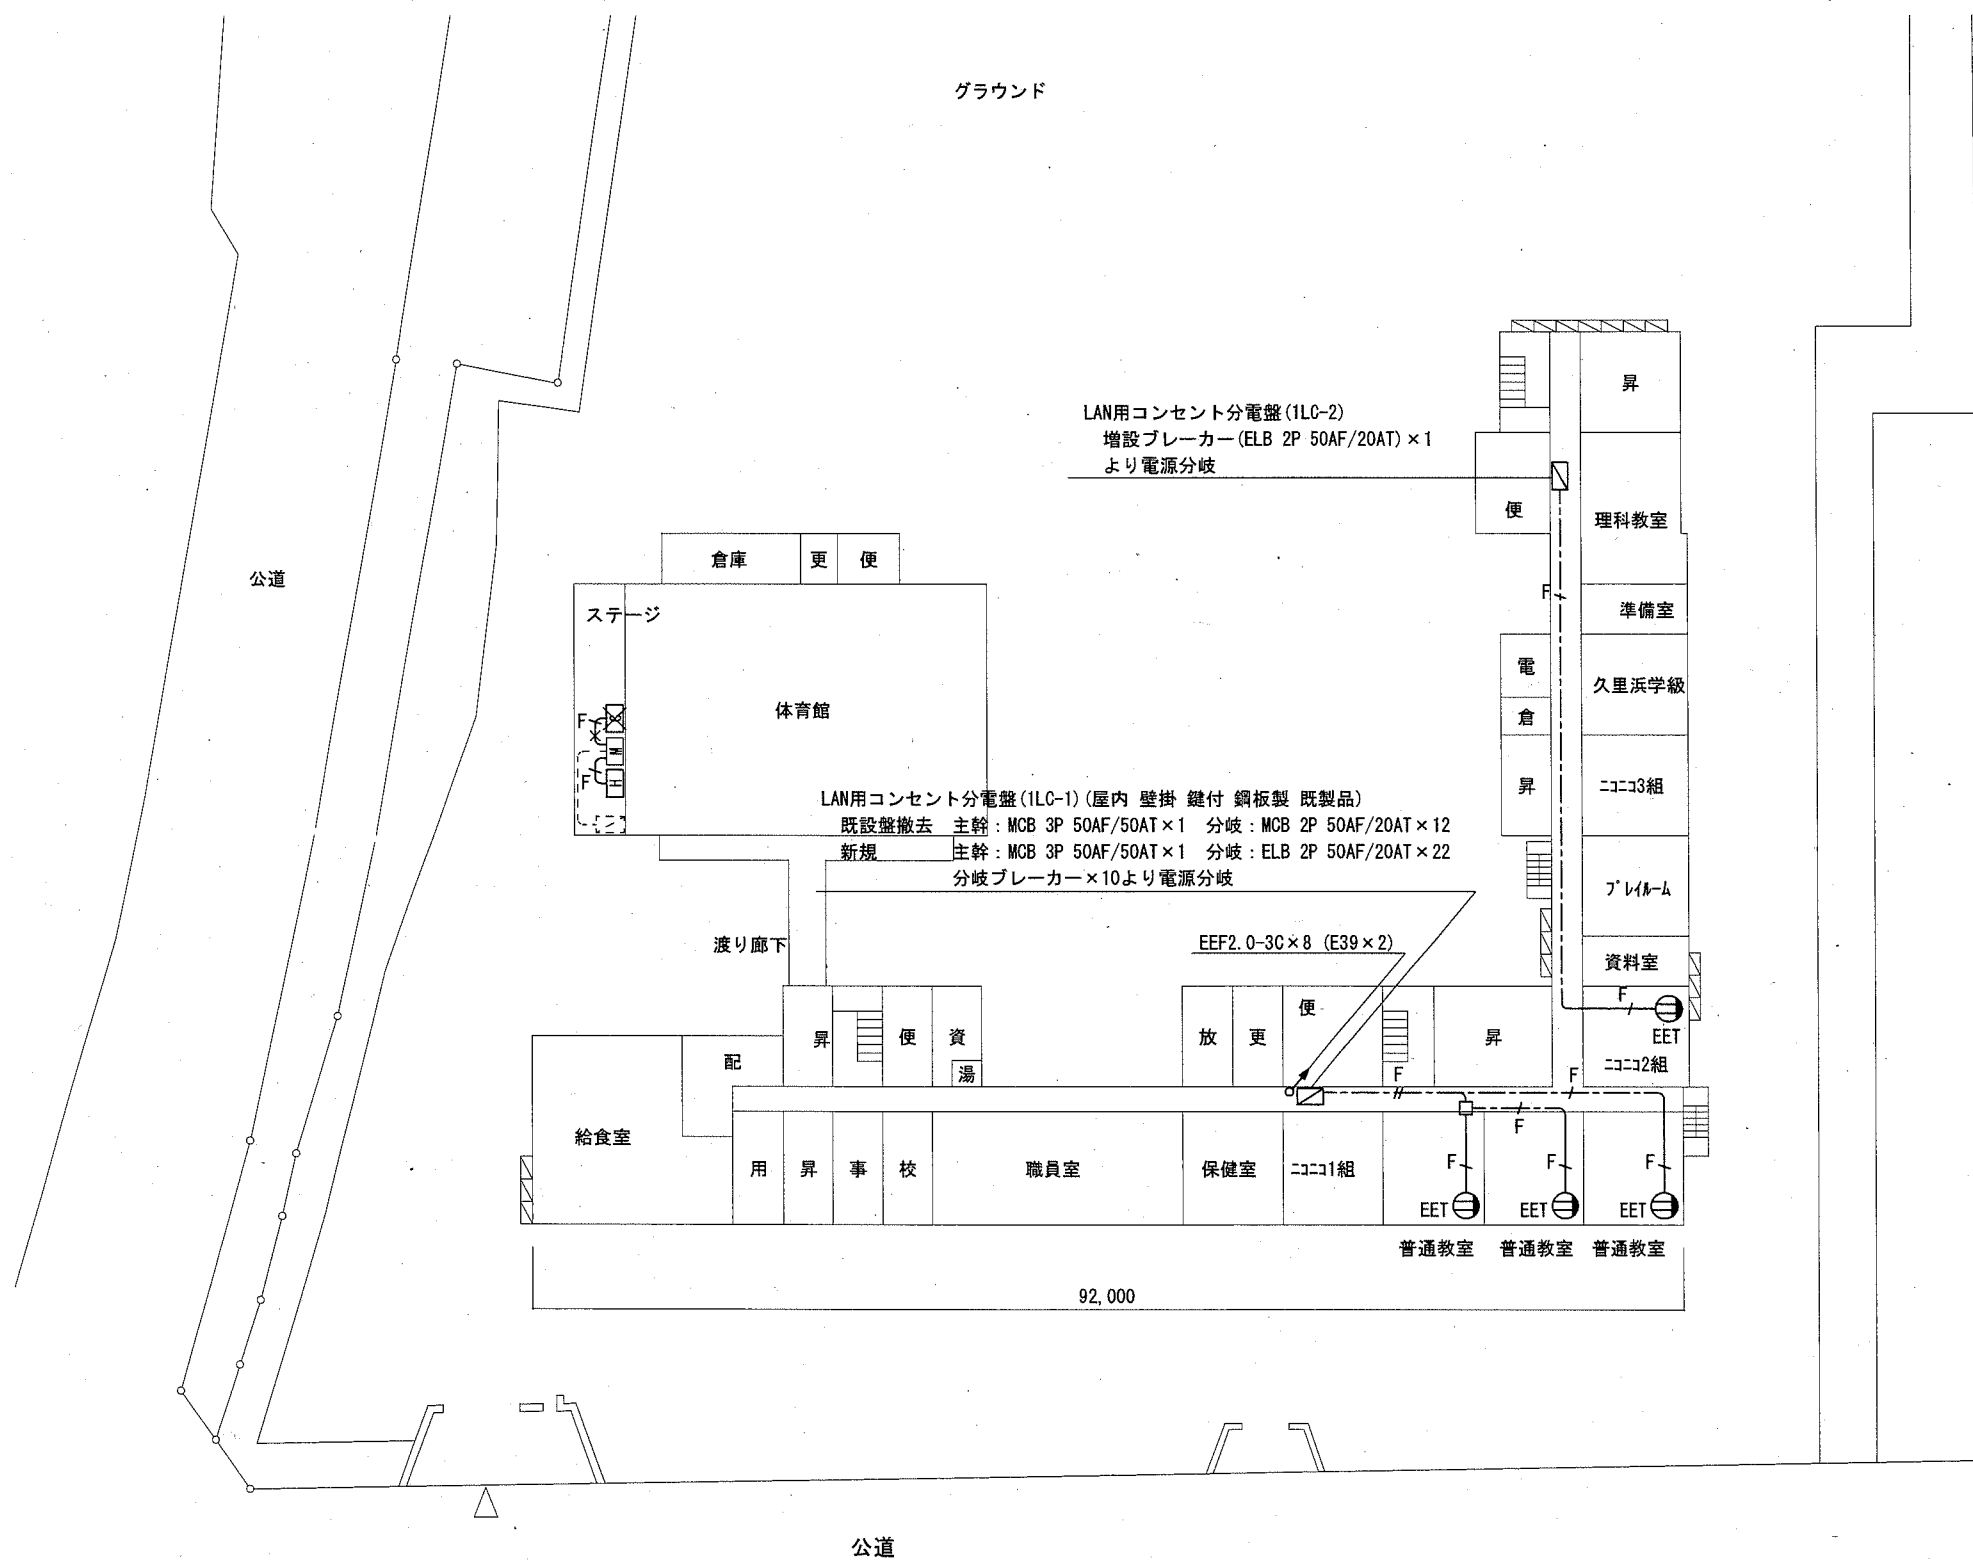 グラウンド
昇
LAN用コンセント分電盤(1LC-2)
増設ブレーカー(ELB 2P 50AF/20AT)×1
より電源分岐
便
理科教室
倉庫
更
便
公道
F
準備室
ステージ
電
久里浜学級
体育館
倉
F
M
F
H
昇
ニコニコ3組
LAN用コンセント分電盤(1LC-1)(屋内 壁掛 鍵付 鋼板製 既製品)
既設盤撤去 主幹：MCB 3P 50AF/50AT×1 分岐：MCB 2P 50AF/20AT×12
新規 主幹：MCB 3P 50AF/50AT×1 分岐：ELB 2P 50AF/20AT×22
分岐ブレーカー×10より電源分岐
プレイルーム
渡り廊下
EEF2.0-3C×8 (E39×2)
資料室
F
EET
昇
便
資
放
更
便
昇
配
湯
ニコニコ2組
F
F
F
給食室
用
昇
事
校
職員室
保健室
ニコニコ1組
F
F
F
EET
EET
EET
普通教室
普通教室
普通教室
92,000
公道